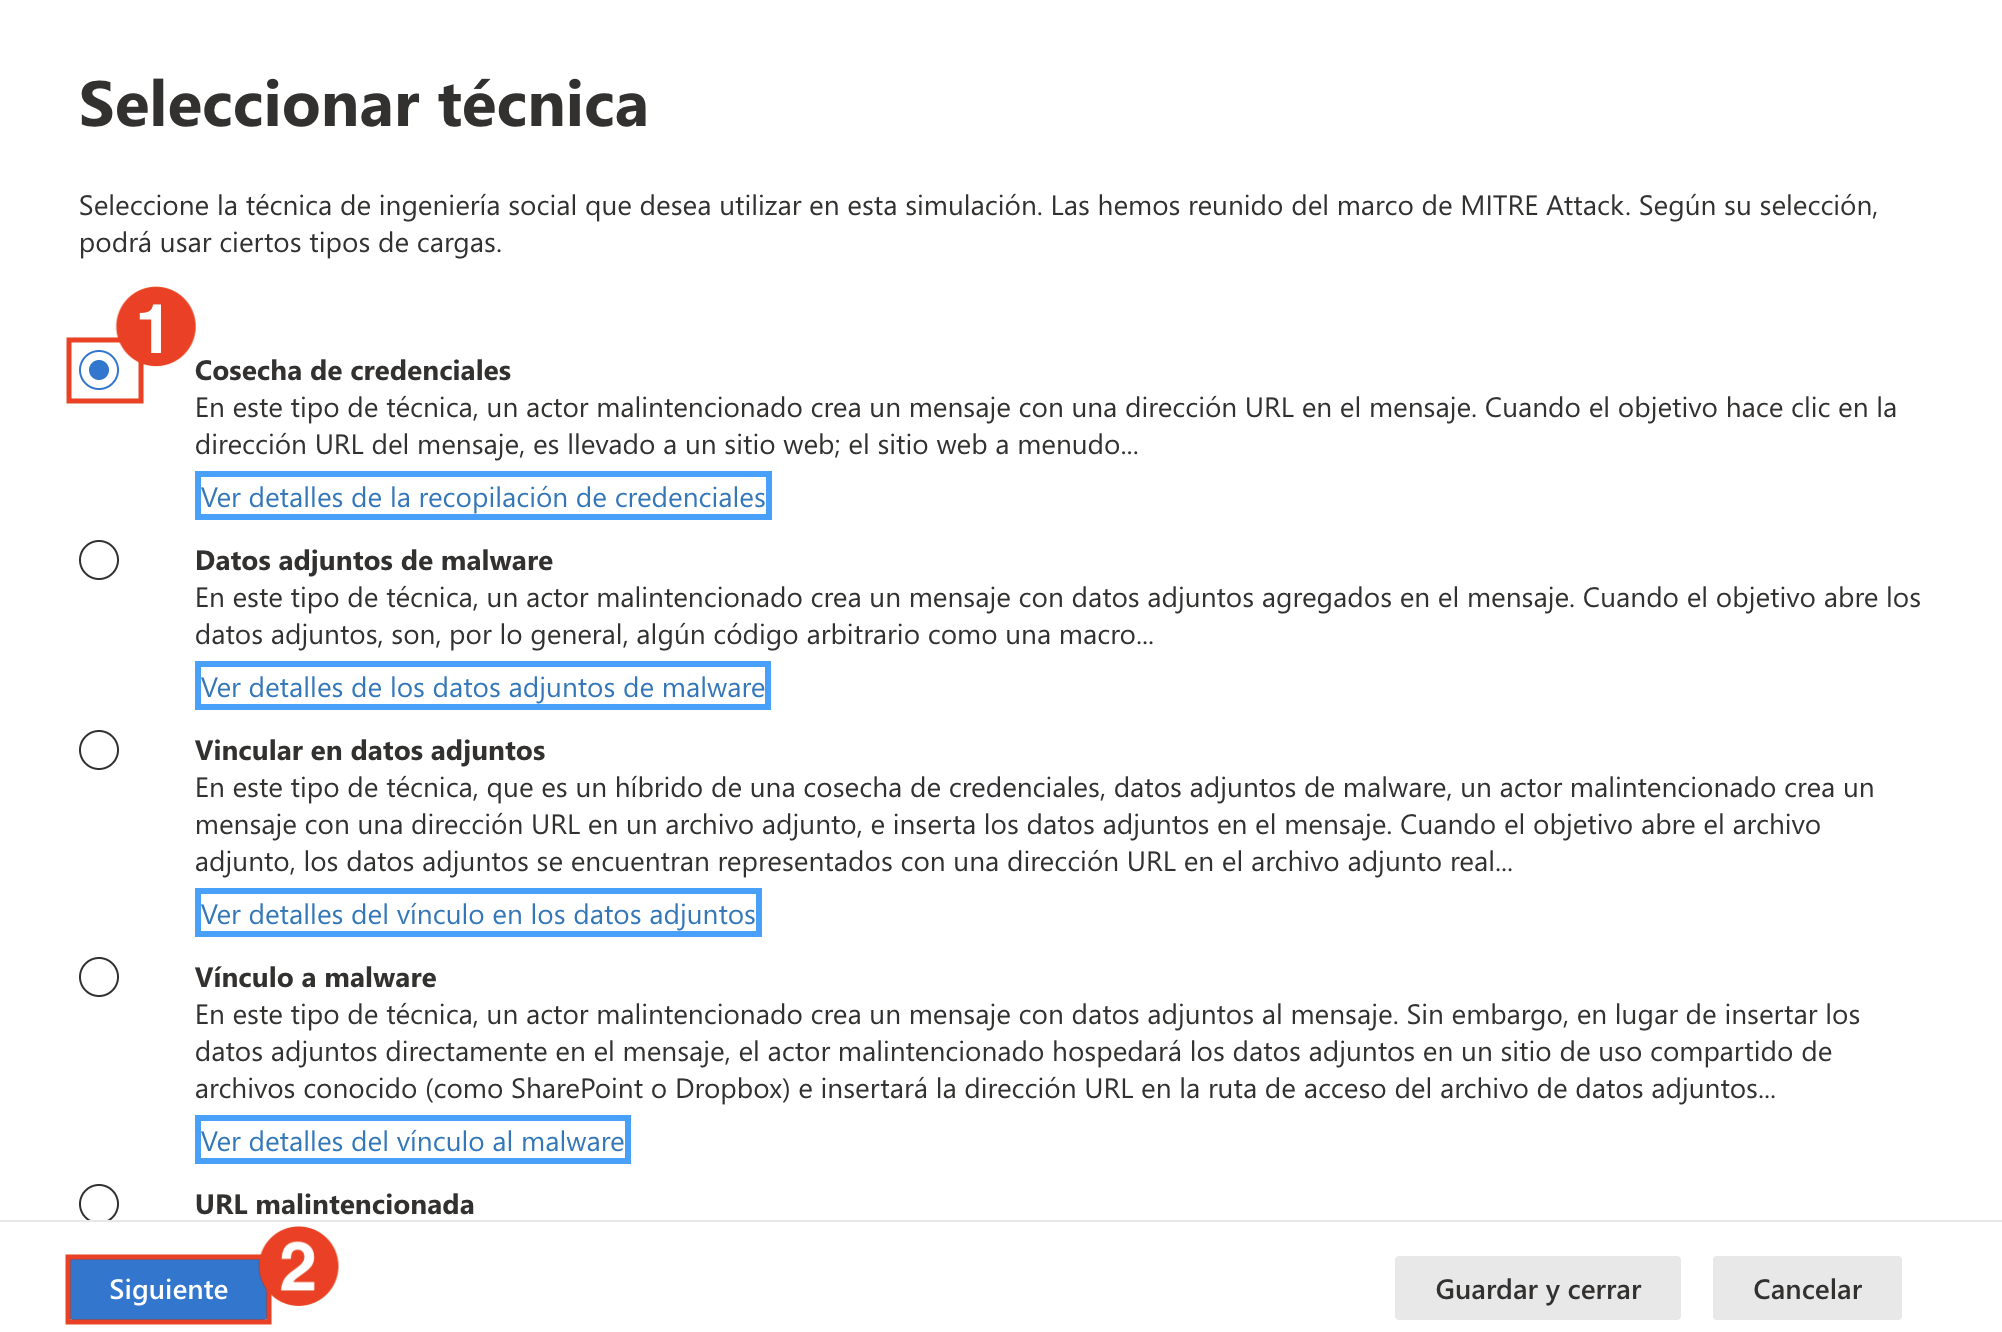 Seleccionar técnica
Seleccione la técnica de ingeniería social que desea utilizar en esta simulación. Las hemos reunido del marco de MITRE Attack. Según su selección,
podrá usar ciertos tipos de cargas.
1
Cosecha de credenciales
En este tipo de técnica, un actor malintencionado crea un mensaje con una dirección URL en el mensaje. Cuando el objetivo hace clic en la
dirección URL del mensaje, es llevado a un sitio web; el sitio web a menudo...
Ver detalles de la recopilación de credenciales
Datos adjuntos de malware
En este tipo de técnica, un actor malintencionado crea un mensaje con datos adjuntos agregados en el mensaje. Cuando el objetivo abre los
datos adjuntos, son, por lo general, algún código arbitrario como una macro...
Ver detalles de los datos adjuntos de malware
Vincular en datos adjuntos
En este tipo de técnica, que es un híbrido de una cosecha de credenciales, datos adjuntos de malware, un actor malintencionado crea un
mensaje con una dirección URL en un archivo adjunto, e inserta los datos adjuntos en el mensaje. Cuando el objetivo abre el archivo
adjunto, los datos adjuntos se encuentran representados con una dirección URL en el archivo adjunto real...
Ver detalles del vínculo en los datos adjuntos
Vínculo a malware
En este tipo de técnica, un actor malintencionado crea un mensaje con datos adjuntos al mensaje. Sin embargo, en lugar de insertar los
datos adjuntos directamente en el mensaje, el actor malintencionado hospedará los datos adjuntos en un sitio de uso compartido de
archivos conocido (como SharePoint o Dropbox) e insertará la dirección URL en la ruta de acceso del archivo de datos adjuntos...
Ver detalles del vínculo al malware
URL malintencionada
Siguiente
2
Guardar y cerrar
Cancelar